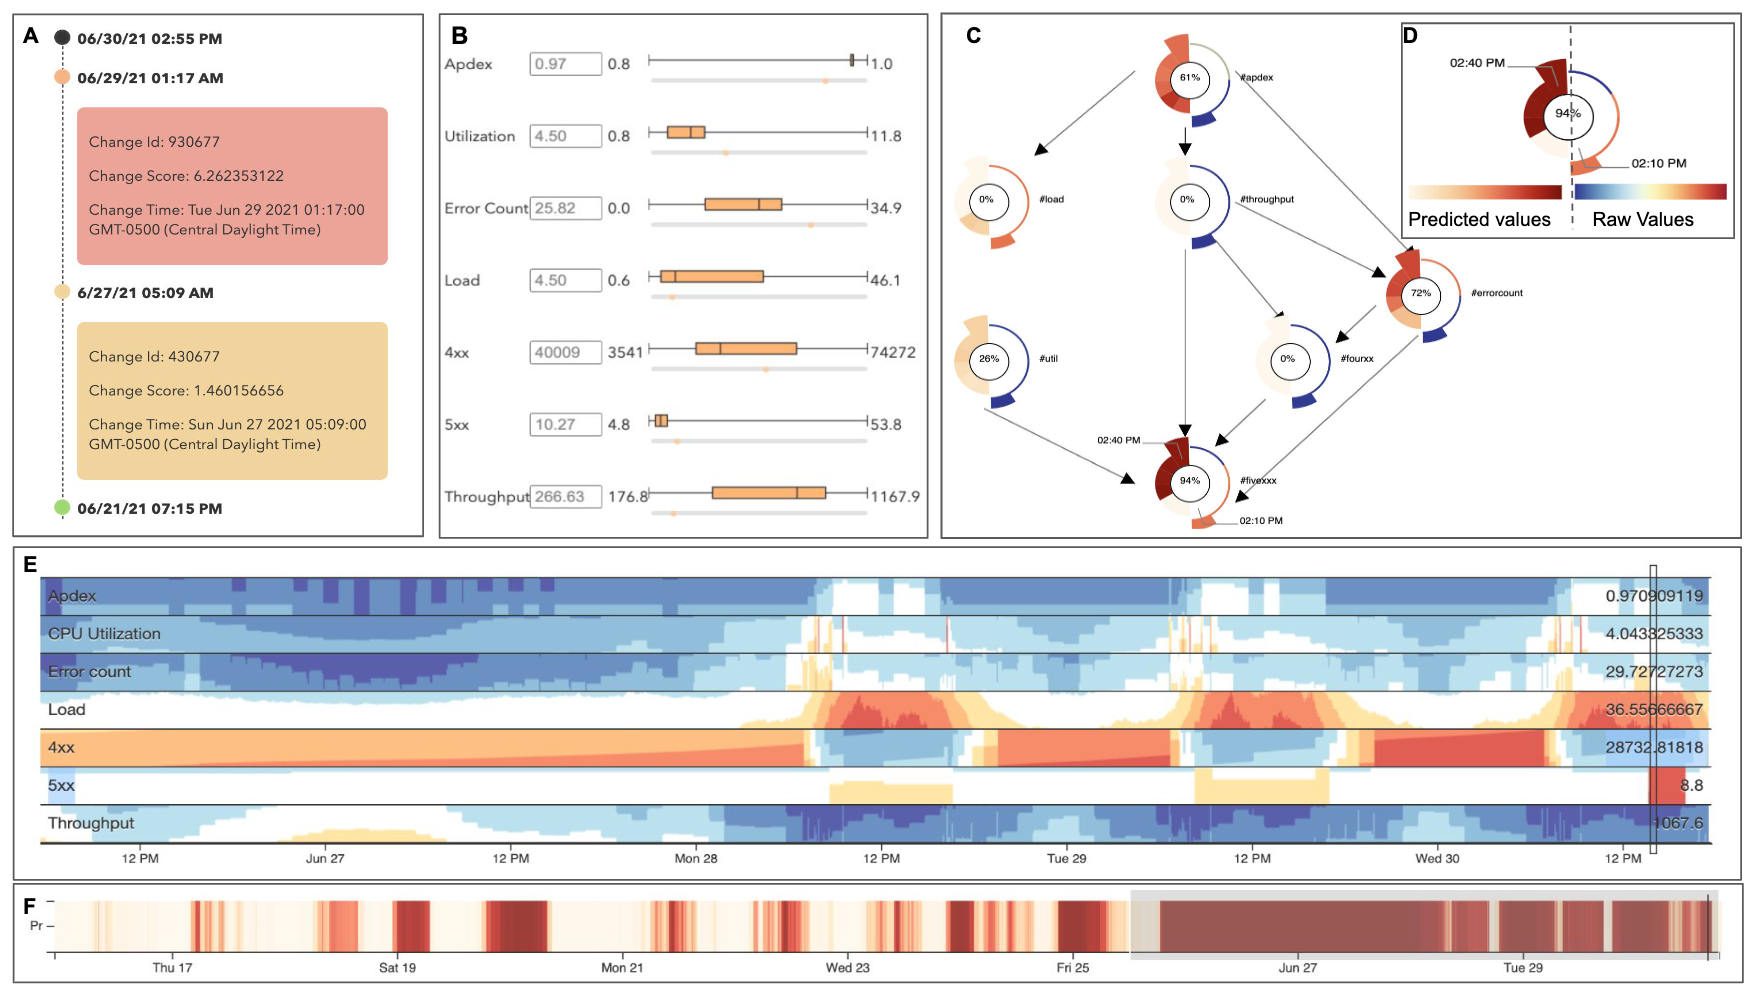 A
06/30/21 02:55 PM
06/29/21 01:17 AM
Change Id: 930677
Change Score: 6.262353122
Change Time: Tue Jun 29 2021 01:17:00
GMT-0500 (Central Daylight Time)
6/27/21 05:09 AM
Change Id: 430677
Change Score: 1.460156656
Change Time: Sun Jun 27 2021 05:09:00
GMT-0500 (Central Daylight Time)
06/21/21 07:15 PM
B
Apdex 0.97 0.8 1.0
Utilization 4.50 0.8 11.8
Error Count 25.82 0.0 34.9
Load 4.50 0.6 46.1
4xx 40009 3541 74272
5xx 10.27 4.8 53.8
Throughput 266.63 176.8 1167.9
C
61% #apdex
0% #load
0% #throughput
72% #errorcount
26% #util
0% #fourxx
02:40 PM
94% #fivexxx
02:10 PM
D
02:40 PM
94%
02:10 PM
Predicted values Raw Values
E
Apdex 0.970909119
CPU Utilization 4.043325333
Error count 29.72727273
Load 36.55666667
4xx 28732.81818
5xx 8.8
Throughput 1067.6
12 PM Jun 27 12 PM Mon 28 12 PM Tue 29 12 PM Wed 30 12 PM
F
Pr
Thu 17 Sat 19 Mon 21 Wed 23 Fri 25 Jun 27 Tue 29